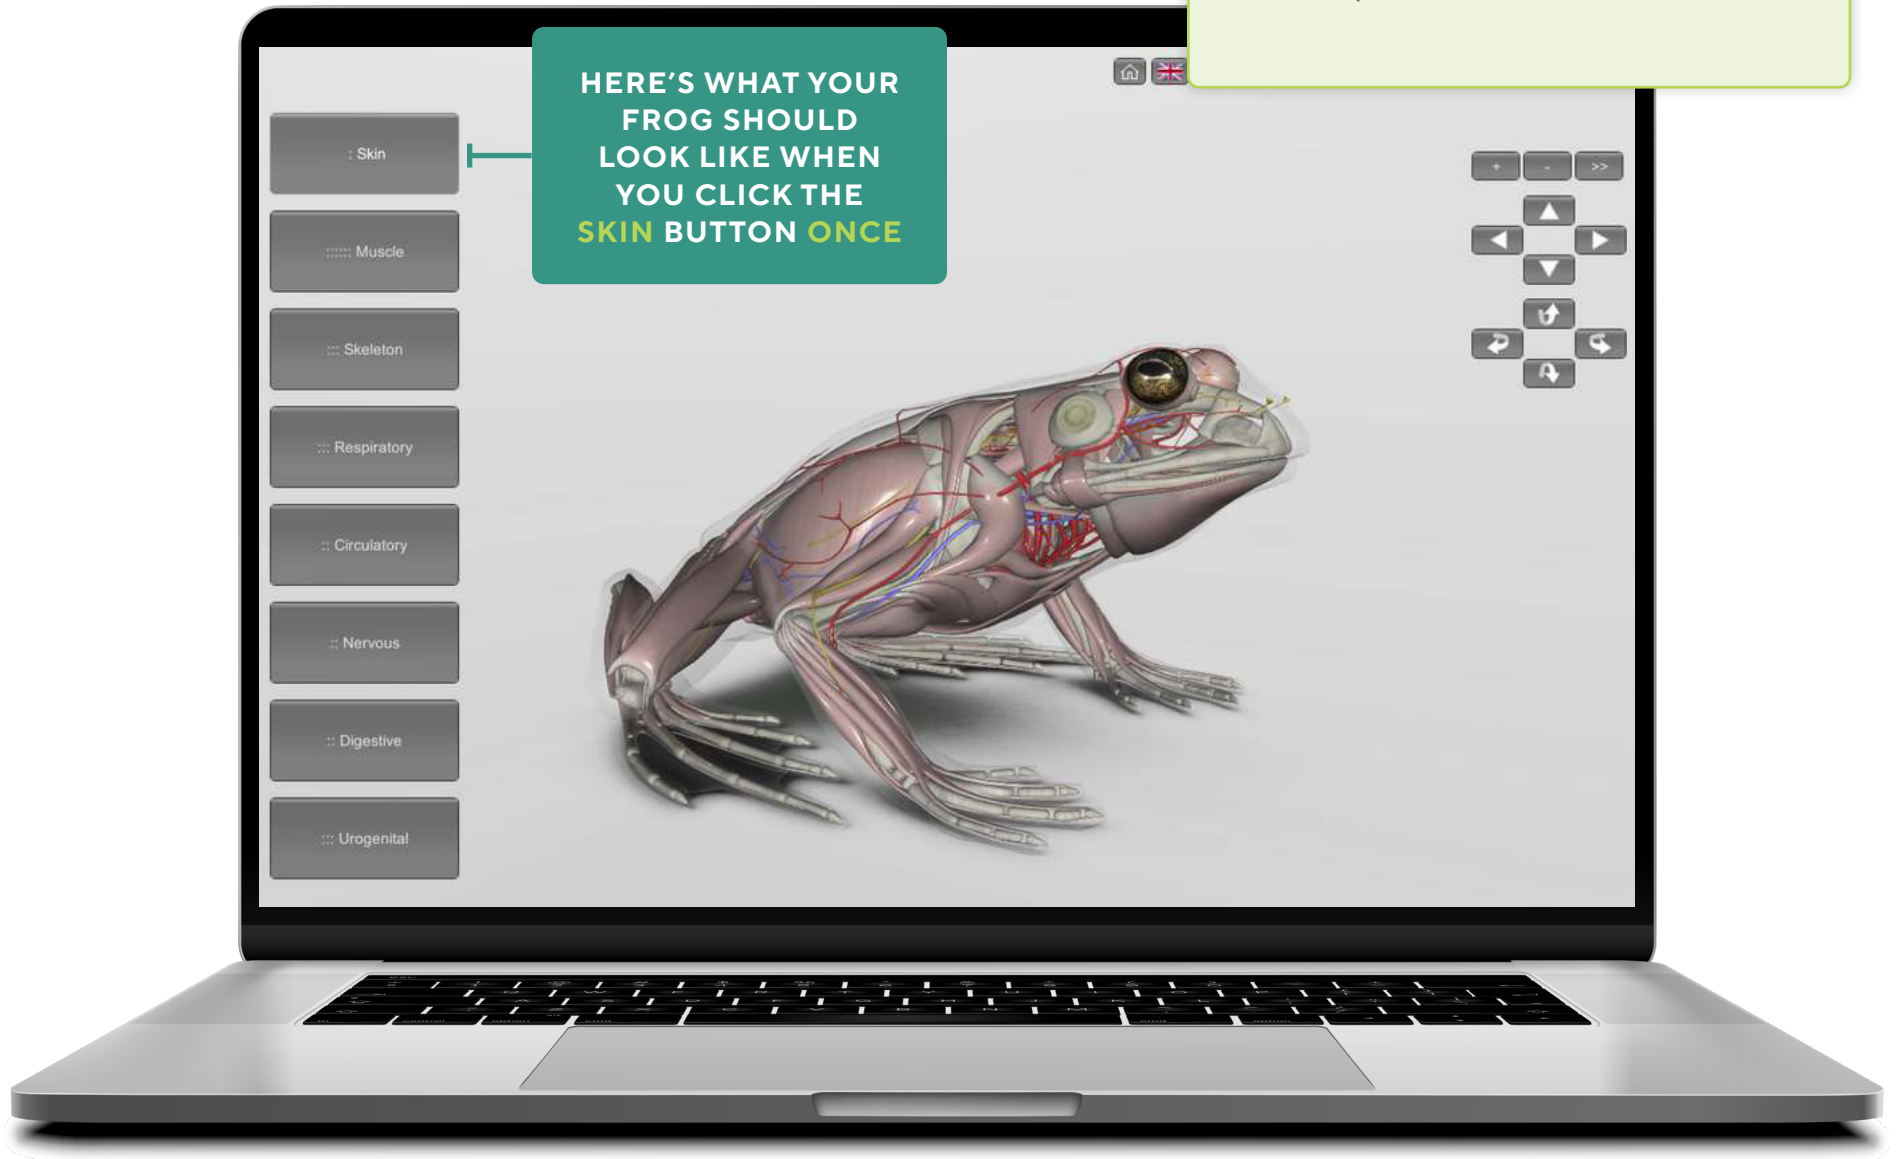 HERE'S WHAT YOUR
FROG SHOULD
LOOK LIKE WHEN
YOU CLICK THE
SKIN BUTTON ONCE
: Skin
:::::: Muscle
::: Skeleton
::: Respiratory
:: Circulatory
:: Nervous
:: Digestive
::: Urogenital
+
-
>>